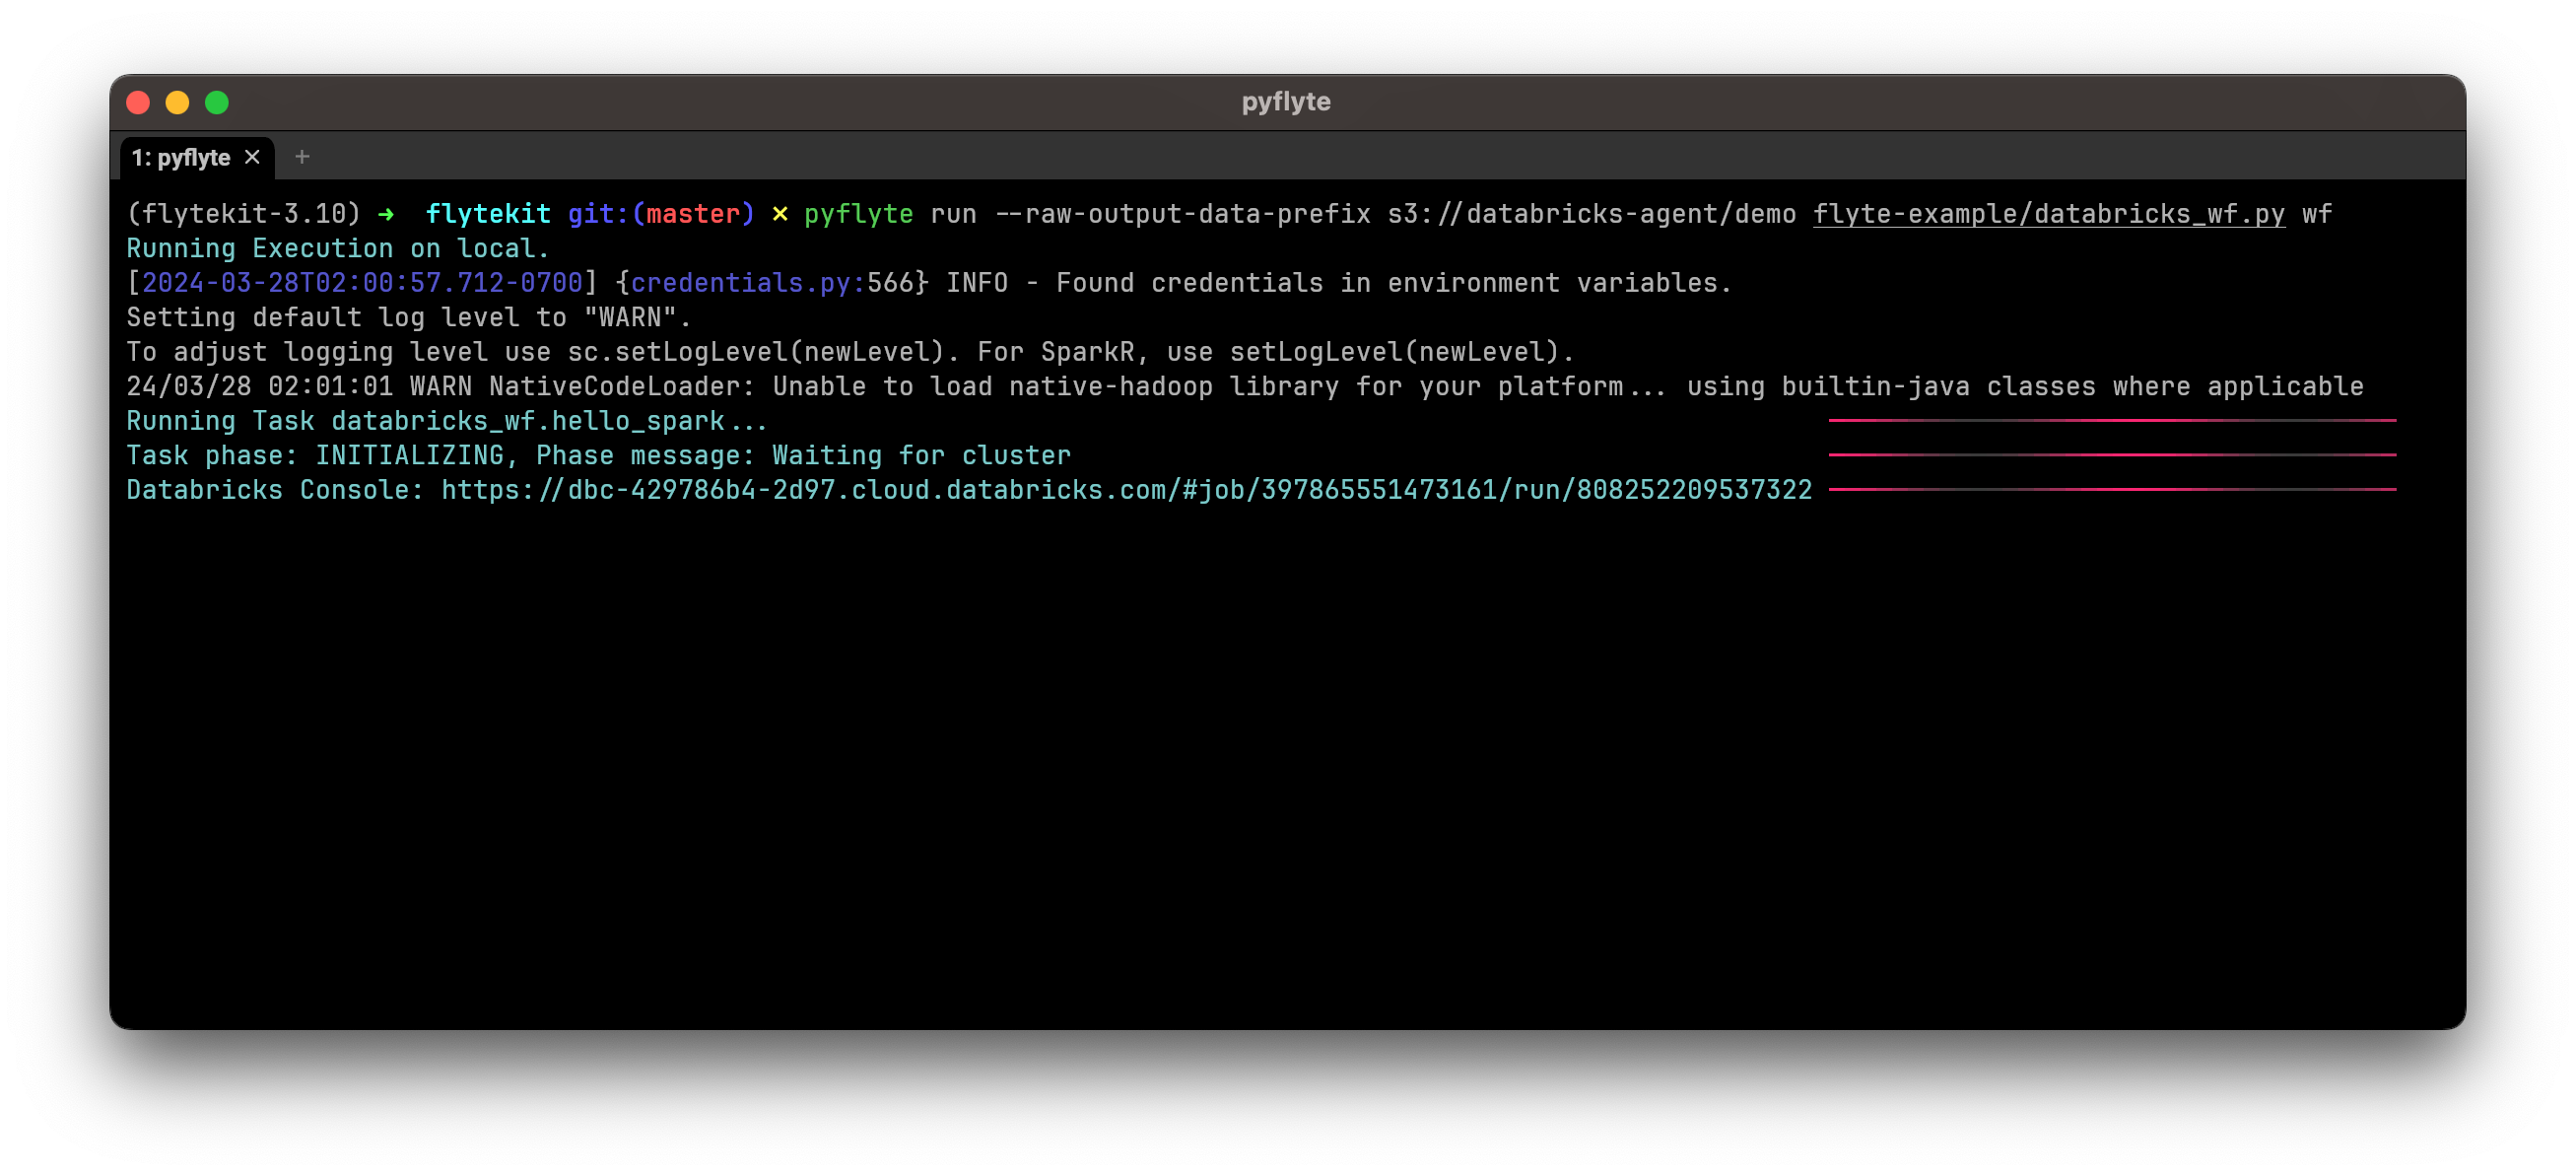 pyflyte
1: pyflyte ✕ +
(flytekit-3.10) ➜  flytekit git:(master) ✕ pyflyte run --raw-output-data-prefix s3://databricks-agent/demo flyte-example/databricks_wf.py wf
Running Execution on local.
[2024-03-28T02:00:57.712-0700] {credentials.py:566} INFO - Found credentials in environment variables.
Setting default log level to "WARN".
To adjust logging level use sc.setLogLevel(newLevel). For SparkR, use setLogLevel(newLevel).
24/03/28 02:01:01 WARN NativeCodeLoader: Unable to load native-hadoop library for your platform... using builtin-java classes where applicable
Running Task databricks_wf.hello_spark...
Task phase: INITIALIZING, Phase message: Waiting for cluster
Databricks Console: https://dbc-429786b4-2d97.cloud.databricks.com/#job/397865551473161/run/808252209537322